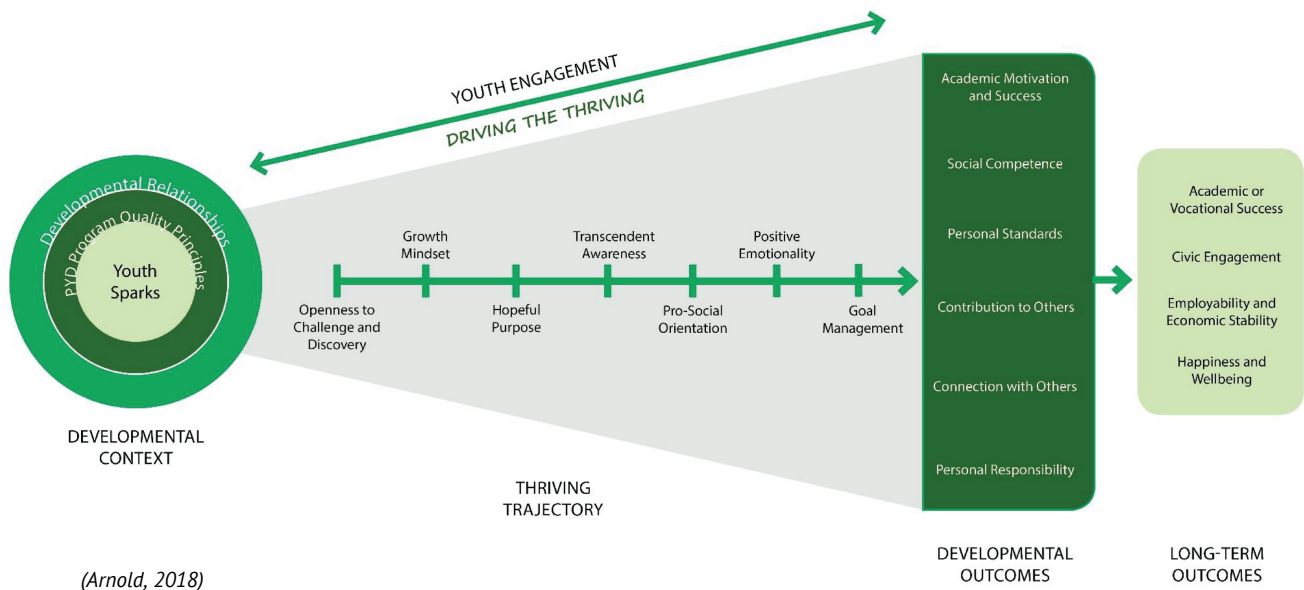 YOUTH ENGAGEMENT
DRIVING THE THRIVING
Developmental Relationships
PYD Program Quality Principles
Youth
Sparks
DEVELOPMENTAL
CONTEXT
Openness to
Challenge and
Discovery
Growth
Mindset
Hopeful
Purpose
Transcendent
Awareness
Pro-Social
Orientation
Positive
Emotionality
Goal
Management
THRIVING
TRAJECTORY
Academic Motivation
and Success
Social Competence
Personal Standards
Contribution to Others
Connection with Others
Personal Responsibility
DEVELOPMENTAL
OUTCOMES
Academic or
Vocational Success
Civic Engagement
Employability and
Economic Stability
Happiness and
Wellbeing
LONG-TERM
OUTCOMES
(Arnold, 2018)